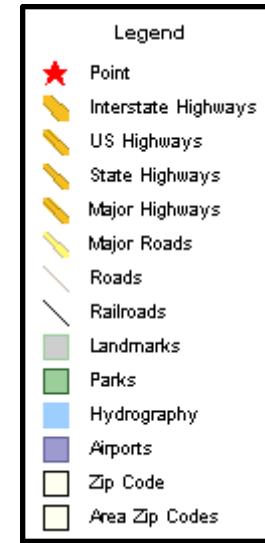 Legend
Point
Interstate Highways
US Highways
State Highways
Major Highways
Major Roads
Roads
Railroads
Landmarks
Parks
Hydrography
Airports
Zip Code
Area Zip Codes